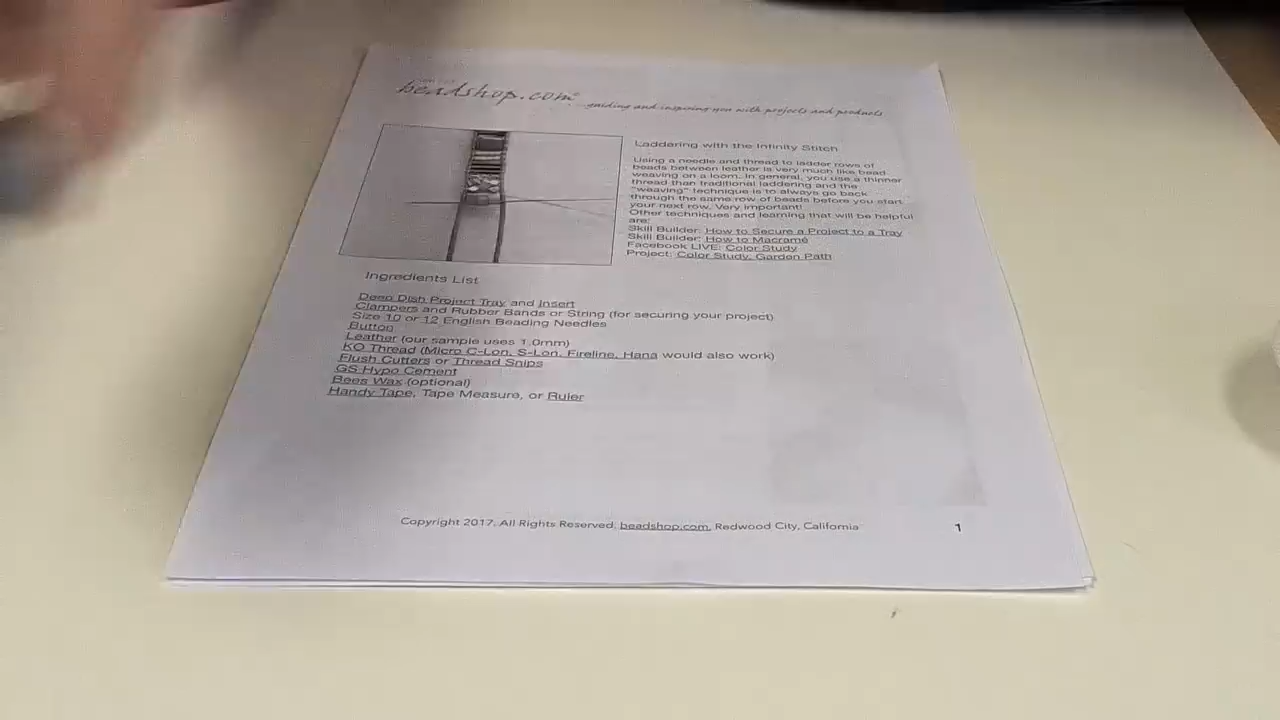 beadshop.com
guiding and inspiring you with projects and products
Laddering with the Infinity Stitch
Using a needle and thread to ladder rows of
beads between leather is very much like bead
weaving on a loom. In general, you use a thinner
thread than traditional laddering and the
"weaving" technique is to always go back
through the same row of beads before you start
your next row. Very important!
Other techniques and learning that will be helpful
are:
Skill Builder: How to Secure a Project to a Tray
Skill Builder: How to Macramé
Facebook LIVE: Color Study
Project: Color Study, Garden Path
Ingredients List
Deep Dish Project Tray and Insert
Clampers and Rubber Bands or String (for securing your project)
Size 10 or 12 English Beading Needles
Button
Leather (our sample uses 1.0mm)
KO Thread (Micro C-Lon, S-Lon, Fireline, Hana would also work)
Flush Cutters or Thread Snips
GS Hypo Cement
Bees Wax (optional)
Handy Tape, Tape Measure, or Ruler
Copyright 2017. All Rights Reserved. beadshop.com, Redwood City, California
1